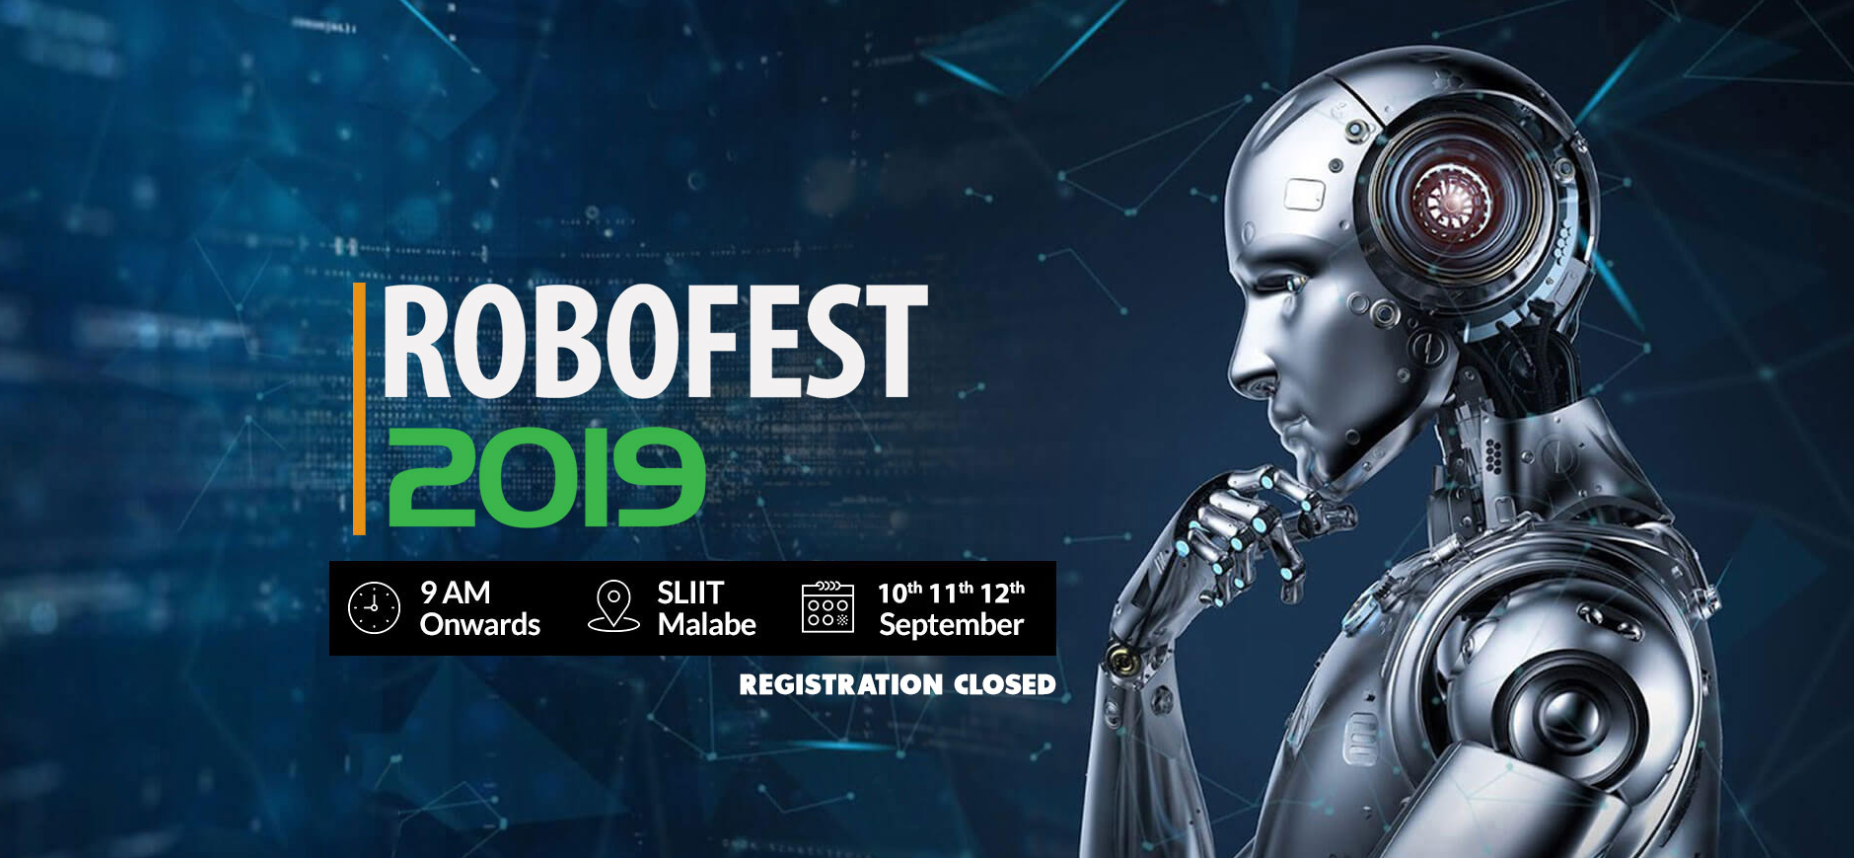 ROBOFEST
2019
9 AM
Onwards
SLIIT
Malabe
10th 11th 12th
September
REGISTRATION CLOSED